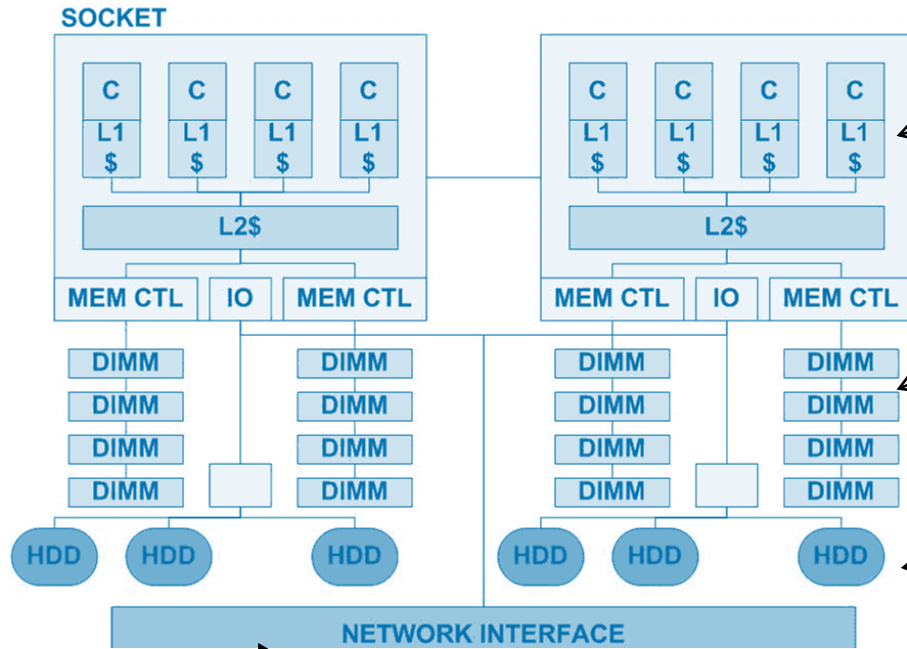 SOCKET
C C C C C C C C
L1 L1 L1 L1 L1 L1 L1 L1
$ $ $ $ $ $ $ $
L2$ L2$
MEM CTL IO MEM CTL MEM CTL IO MEM CTL
DIMM DIMM DIMM DIMM
DIMM DIMM DIMM DIMM
DIMM DIMM DIMM DIMM
DIMM DIMM DIMM DIMM
HDD HDD HDD HDD HDD HDD
NETWORK INTERFACE